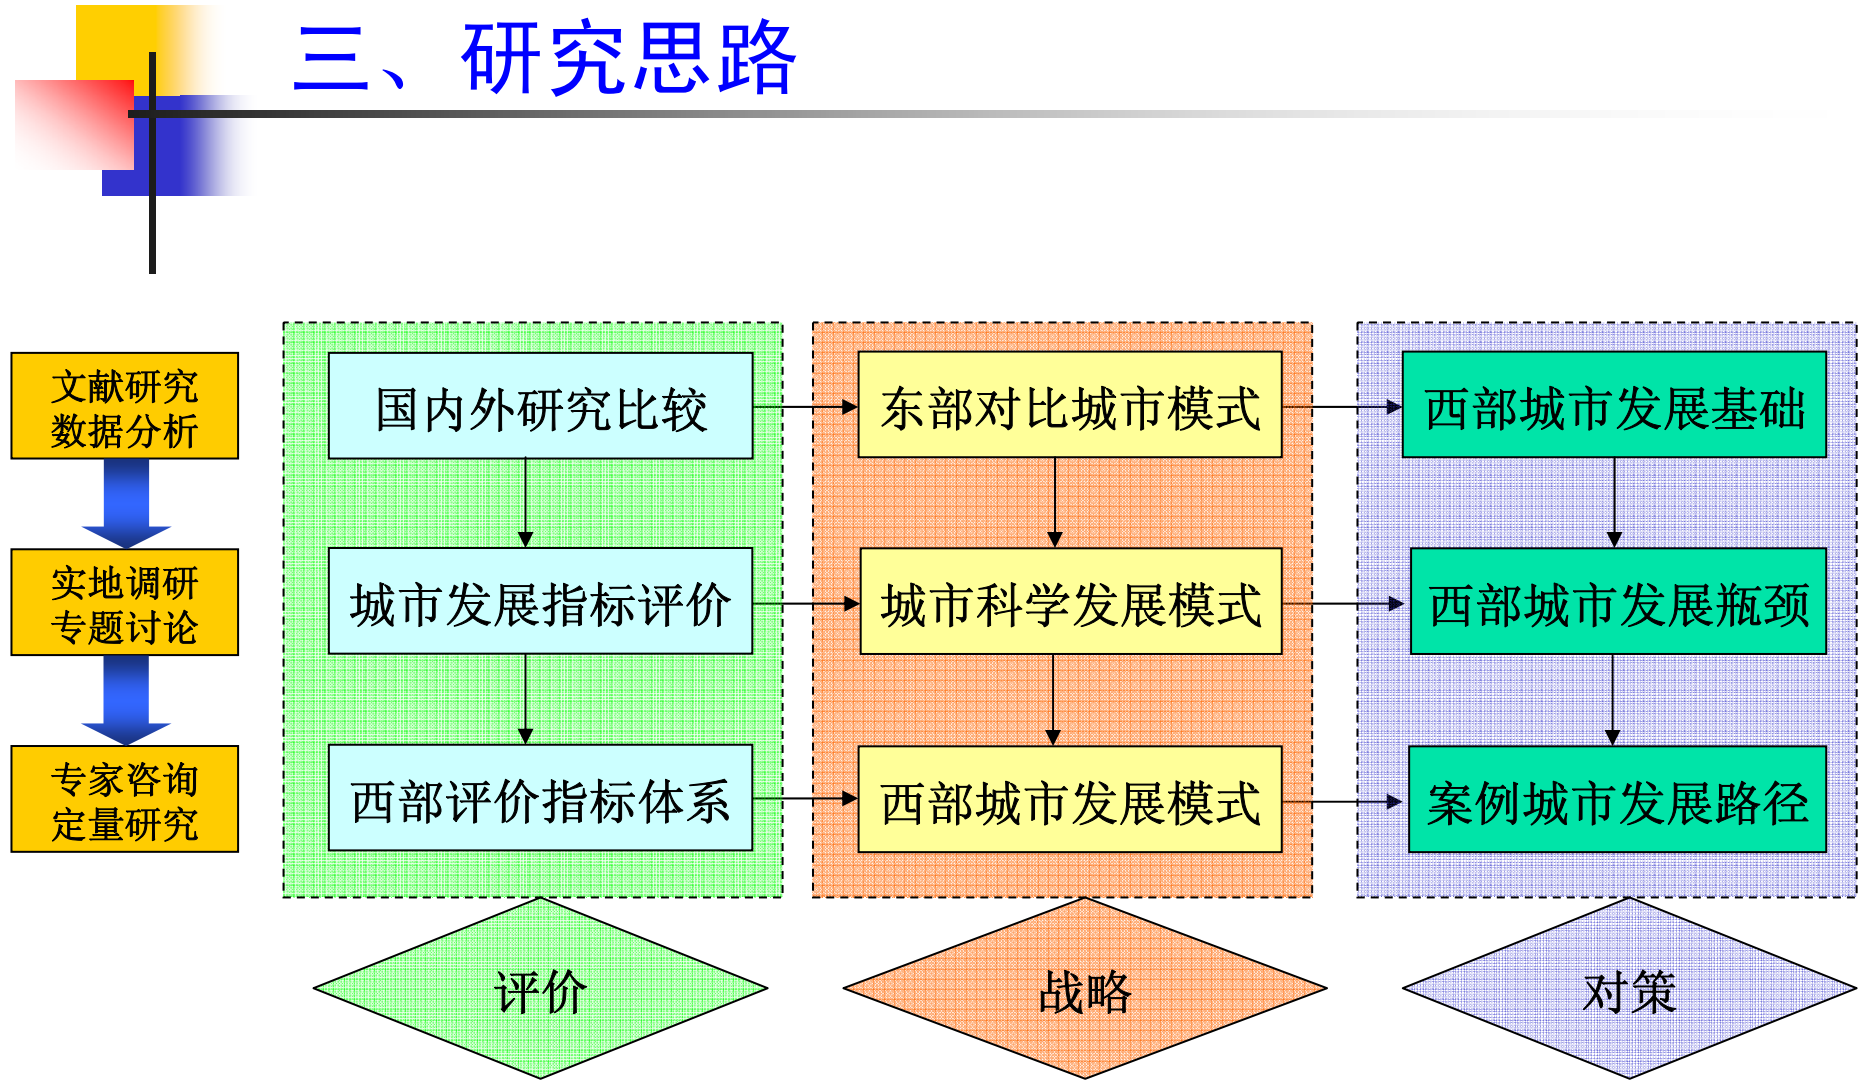 三、研究思路
文献研究
数据分析
国内外研究比较
东部对比城市模式
西部城市发展基础
实地调研
专题讨论
城市发展指标评价
城市科学发展模式
西部城市发展瓶颈
专家咨询
定量研究
西部评价指标体系
西部城市发展模式
案例城市发展路径
评价
战略
对策